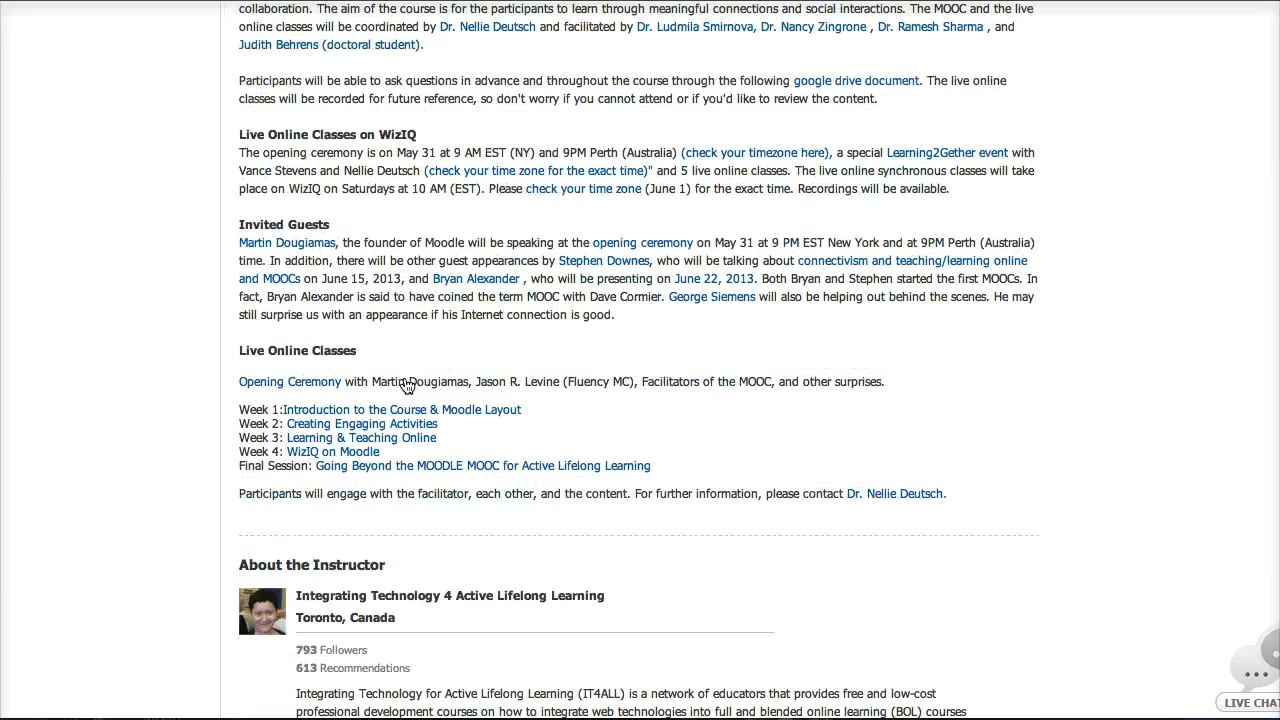 collaboration. The aim of the course is for the participants to learn through meaningful connections and social interactions. The MOOC and the live
online classes will be coordinated by Dr. Nellie Deutsch and facilitated by Dr. Ludmila Smirnova, Dr. Nancy Zingrone , Dr. Ramesh Sharma , and
Judith Behrens (doctoral student).
Participants will be able to ask questions in advance and throughout the course through the following google drive document. The live online
classes will be recorded for future reference, so don't worry if you cannot attend or if you'd like to review the content.
Live Online Classes on WizIQ
The opening ceremony is on May 31 at 9 AM EST (NY) and 9PM Perth (Australia) (check your timezone here), a special Learning2Gether event with
Vance Stevens and Nellie Deutsch (check your time zone for the exact time)" and 5 live online classes. The live online synchronous classes will take
place on WizIQ on Saturdays at 10 AM (EST). Please check your time zone (June 1) for the exact time. Recordings will be available.
Invited Guests
Martin Dougiamas, the founder of Moodle will be speaking at the opening ceremony on May 31 at 9 PM EST New York and at 9PM Perth (Australia)
time. In addition, there will be other guest appearances by Stephen Downes, who will be talking about connectivism and teaching/learning online
and MOOCs on June 15, 2013, and Bryan Alexander , who will be presenting on June 22, 2013. Both Bryan and Stephen started the first MOOCs. In
fact, Bryan Alexander is said to have coined the term MOOC with Dave Cormier. George Siemens will also be helping out behind the scenes. He may
still surprise us with an appearance if his Internet connection is good.
Live Online Classes
Opening Ceremony with Martin Dougiamas, Jason R. Levine (Fluency MC), Facilitators of the MOOC, and other surprises.
Week 1:Introduction to the Course & Moodle Layout
Week 2: Creating Engaging Activities
Week 3: Learning & Teaching Online
Week 4: WizIQ on Moodle
Final Session: Going Beyond the MOODLE MOOC for Active Lifelong Learning
Participants will engage with the facilitator, each other, and the content. For further information, please contact Dr. Nellie Deutsch.
About the Instructor
Integrating Technology 4 Active Lifelong Learning
Toronto, Canada
793 Followers
613 Recommendations
Integrating Technology for Active Lifelong Learning (IT4ALL) is a network of educators that provides free and low-cost
professional development courses on how to integrate web technologies into full and blended online learning (BOL) courses
LIVE CHA